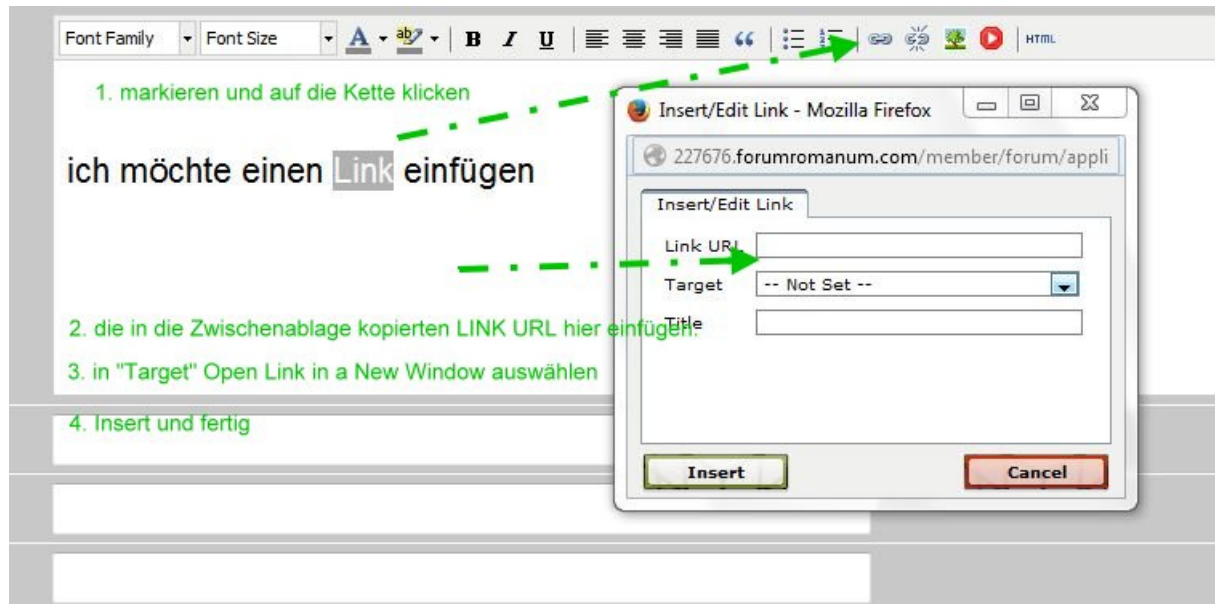 Font Family Font Size A ab B I U HTML
1. markieren und auf die Kette klicken
ich möchte einen Link einfügen
2. die in die Zwischenablage kopierten LINK URL hier einfügen.
3. in "Target" Open Link in a New Window auswählen
4. Insert und fertig
Insert/Edit Link - Mozilla Firefox
227676.forumromanum.com/member/forum/appli
Insert/Edit Link
Link URL
Target -- Not Set --
Title
Insert Cancel